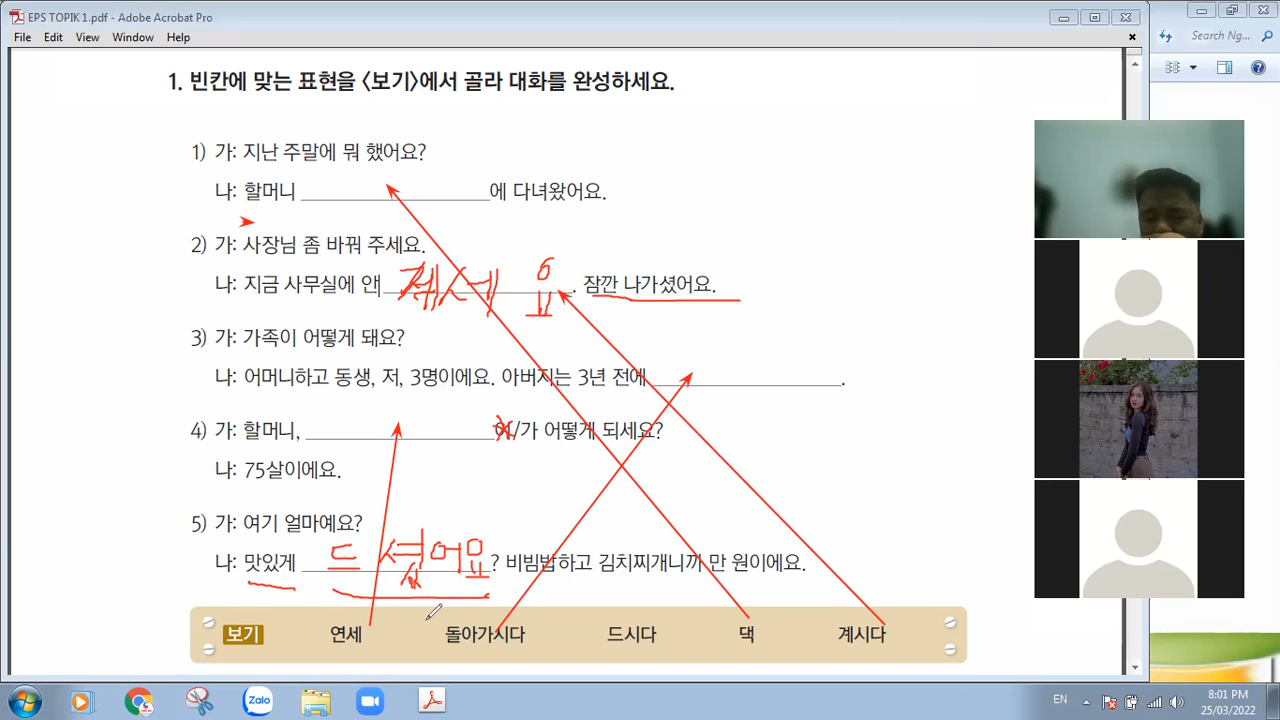 EPS TOPIK 1.pdf - Adobe Acrobat Pro
File Edit View Window Help
Search Ng...
1. 빈칸에 맞는 표현을 <보기>에서 골라 대화를 완성하세요.
1) 가: 지난 주말에 뭐 했어요?
나: 할머니 ____ 에 다녀왔어요.
2) 가: 사장님 좀 바꿔 주세요.
나: 지금 사무실에 안 계세요. 잠깐 나가셨어요.
3) 가: 가족이 어떻게 돼요?
나: 어머니하고 동생, 저, 3명이에요. 아버지는 3년 전에 ____.
4) 가: 할머니, ____ 이/가 어떻게 되세요?
나: 75살이에요.
5) 가: 여기 얼마예요?
나: 맛있게 드셨어요? 비빔밥하고 김치찌개니까 만 원이에요.
보기 연세 돌아가시다 드시다 댁 계시다
Zalo
EN
8:01 PM
25/03/2022